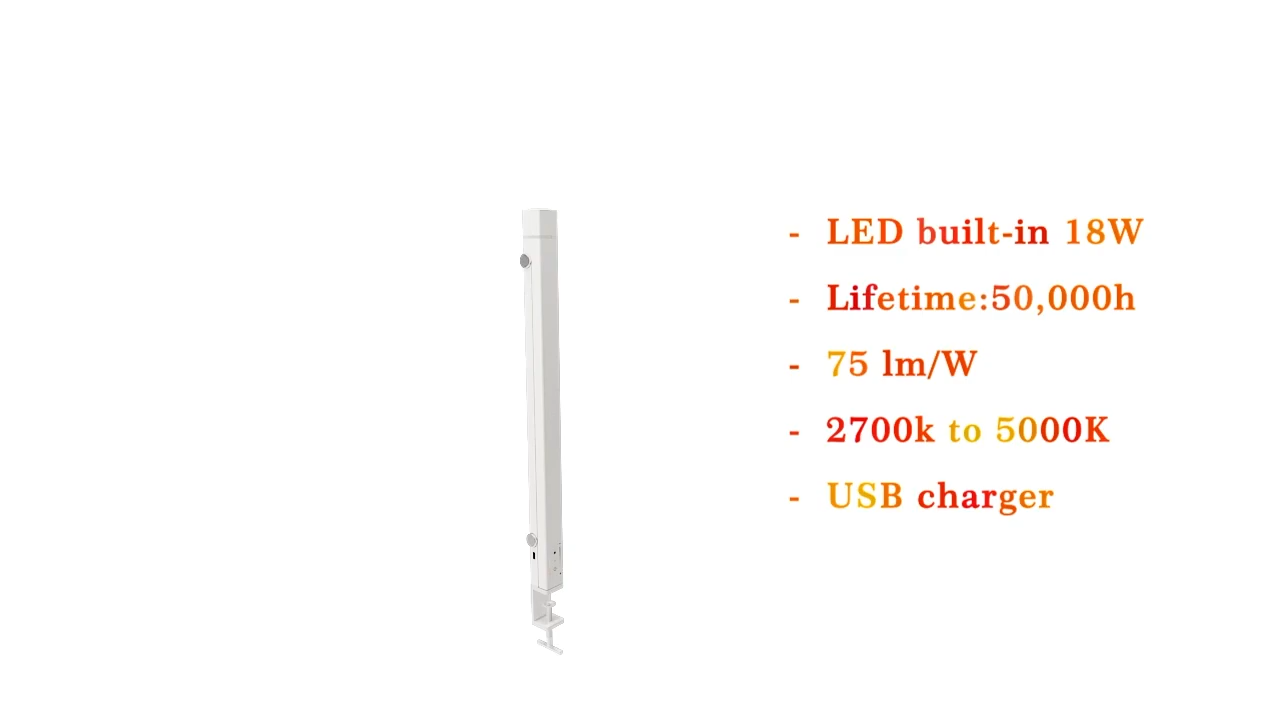 - LED built-in 18W
- Lifetime:50,000h
- 75 lm/W
- 2700k to 5000K
- USB charger